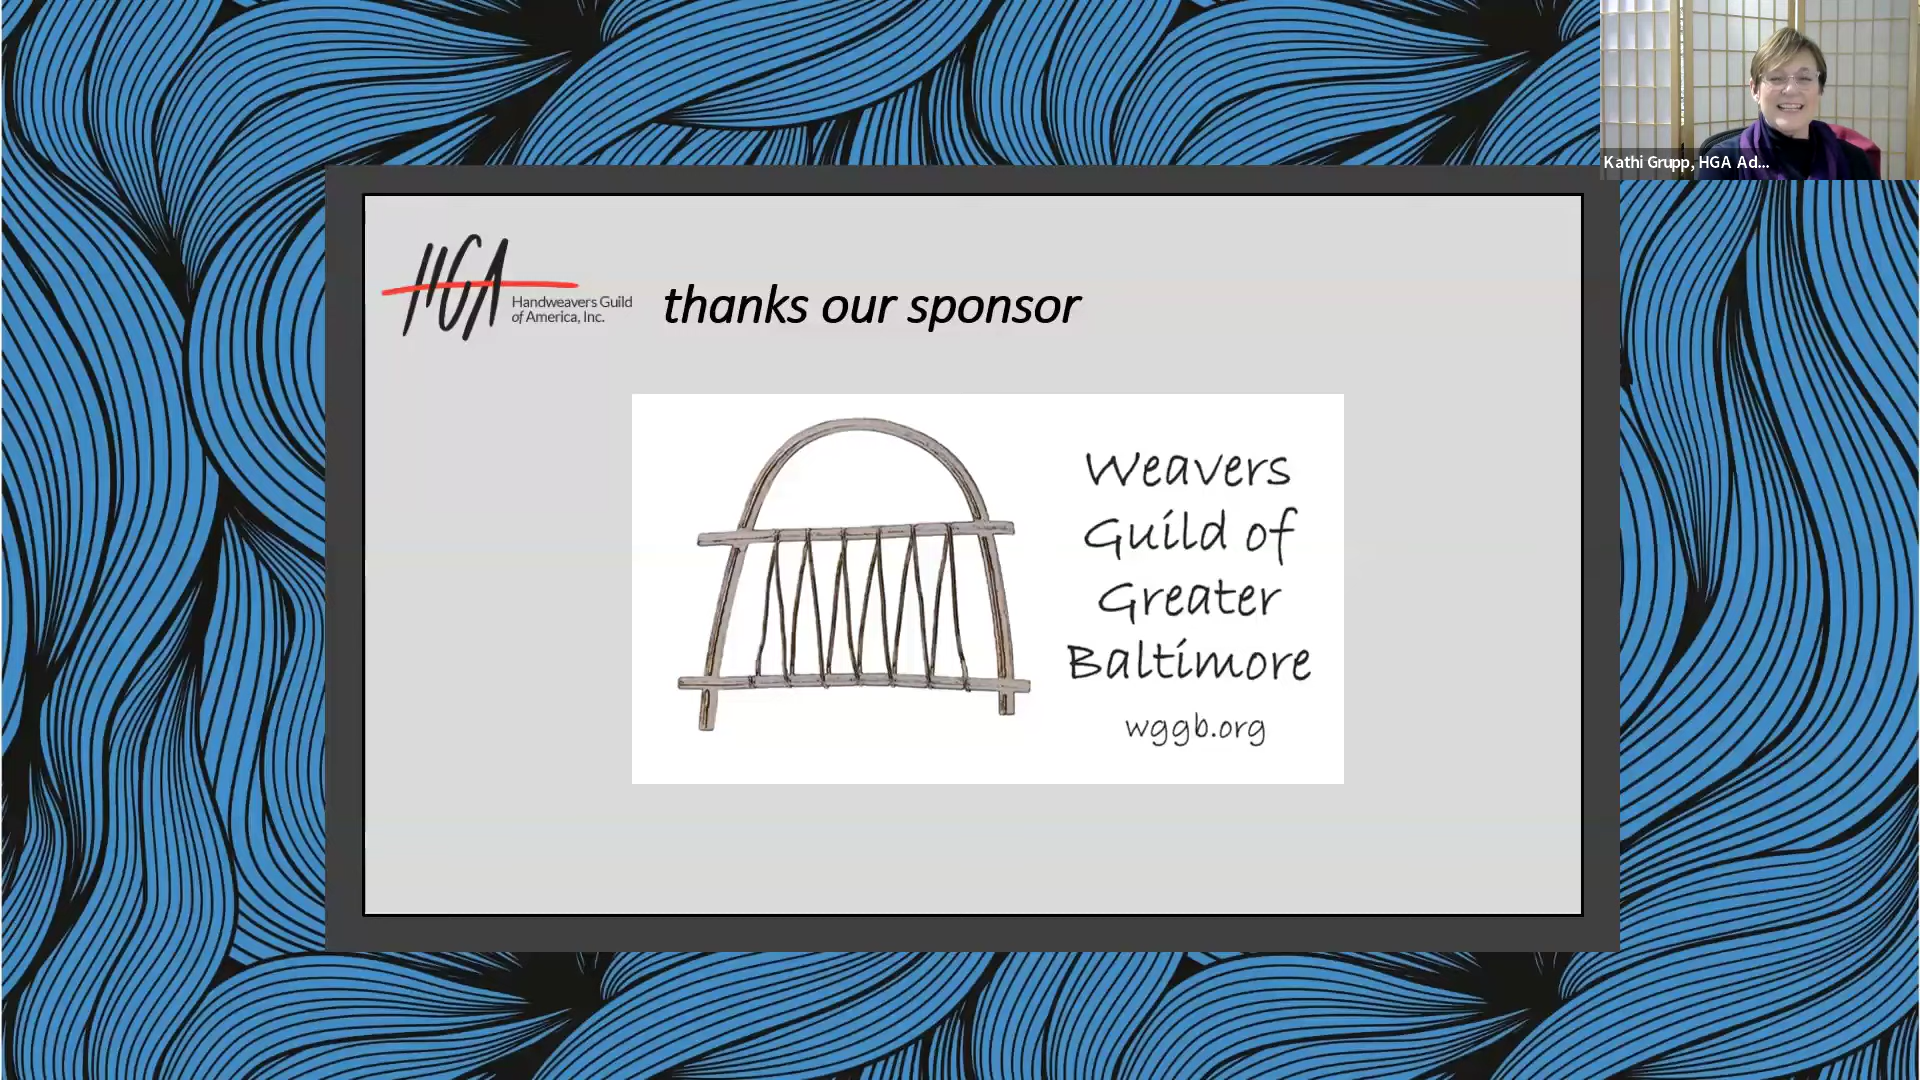 Kathi Grupp, HGA Ad...
HGA
Handweavers Guild
of America, Inc.
thanks our sponsor
Weavers
Guild of
Greater
Baltimore
wggb.org